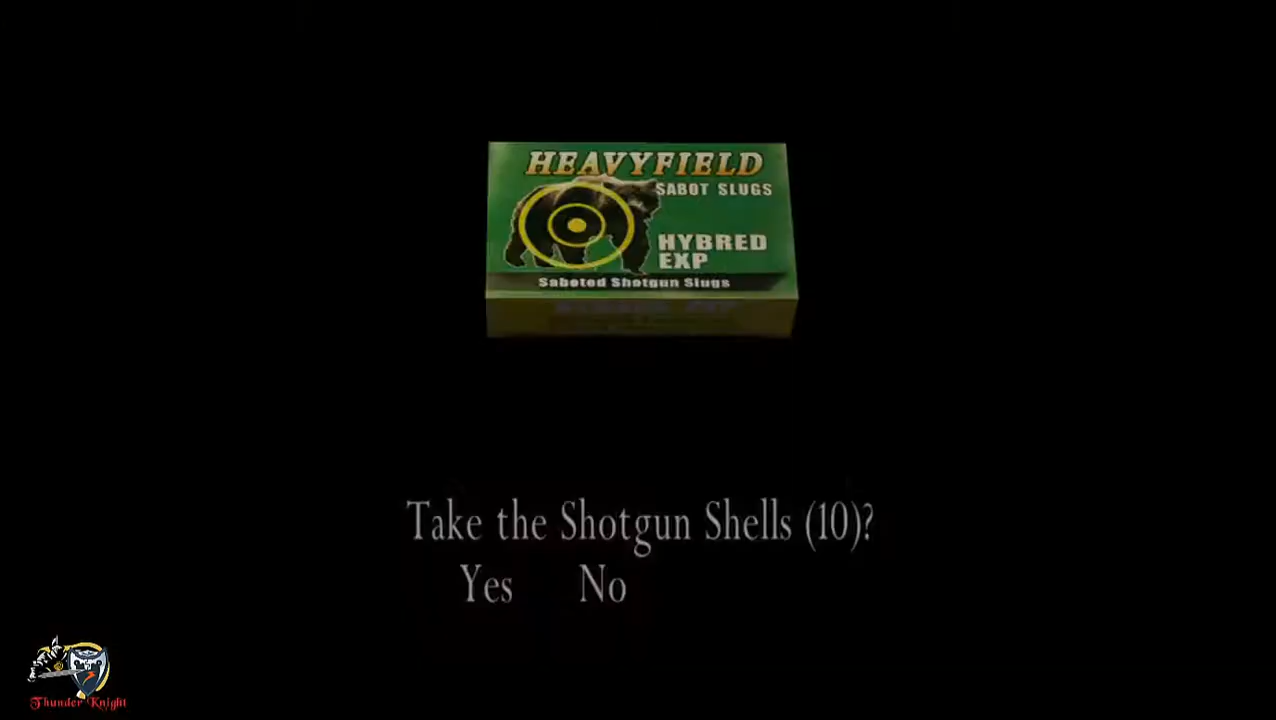 HEAVYFIELD
SABOT SLUGS
HYBRED
EXP
Saboted Shotgun Slugs
Take the Shotgun Shells (10)?
Yes No
Thunder Knight